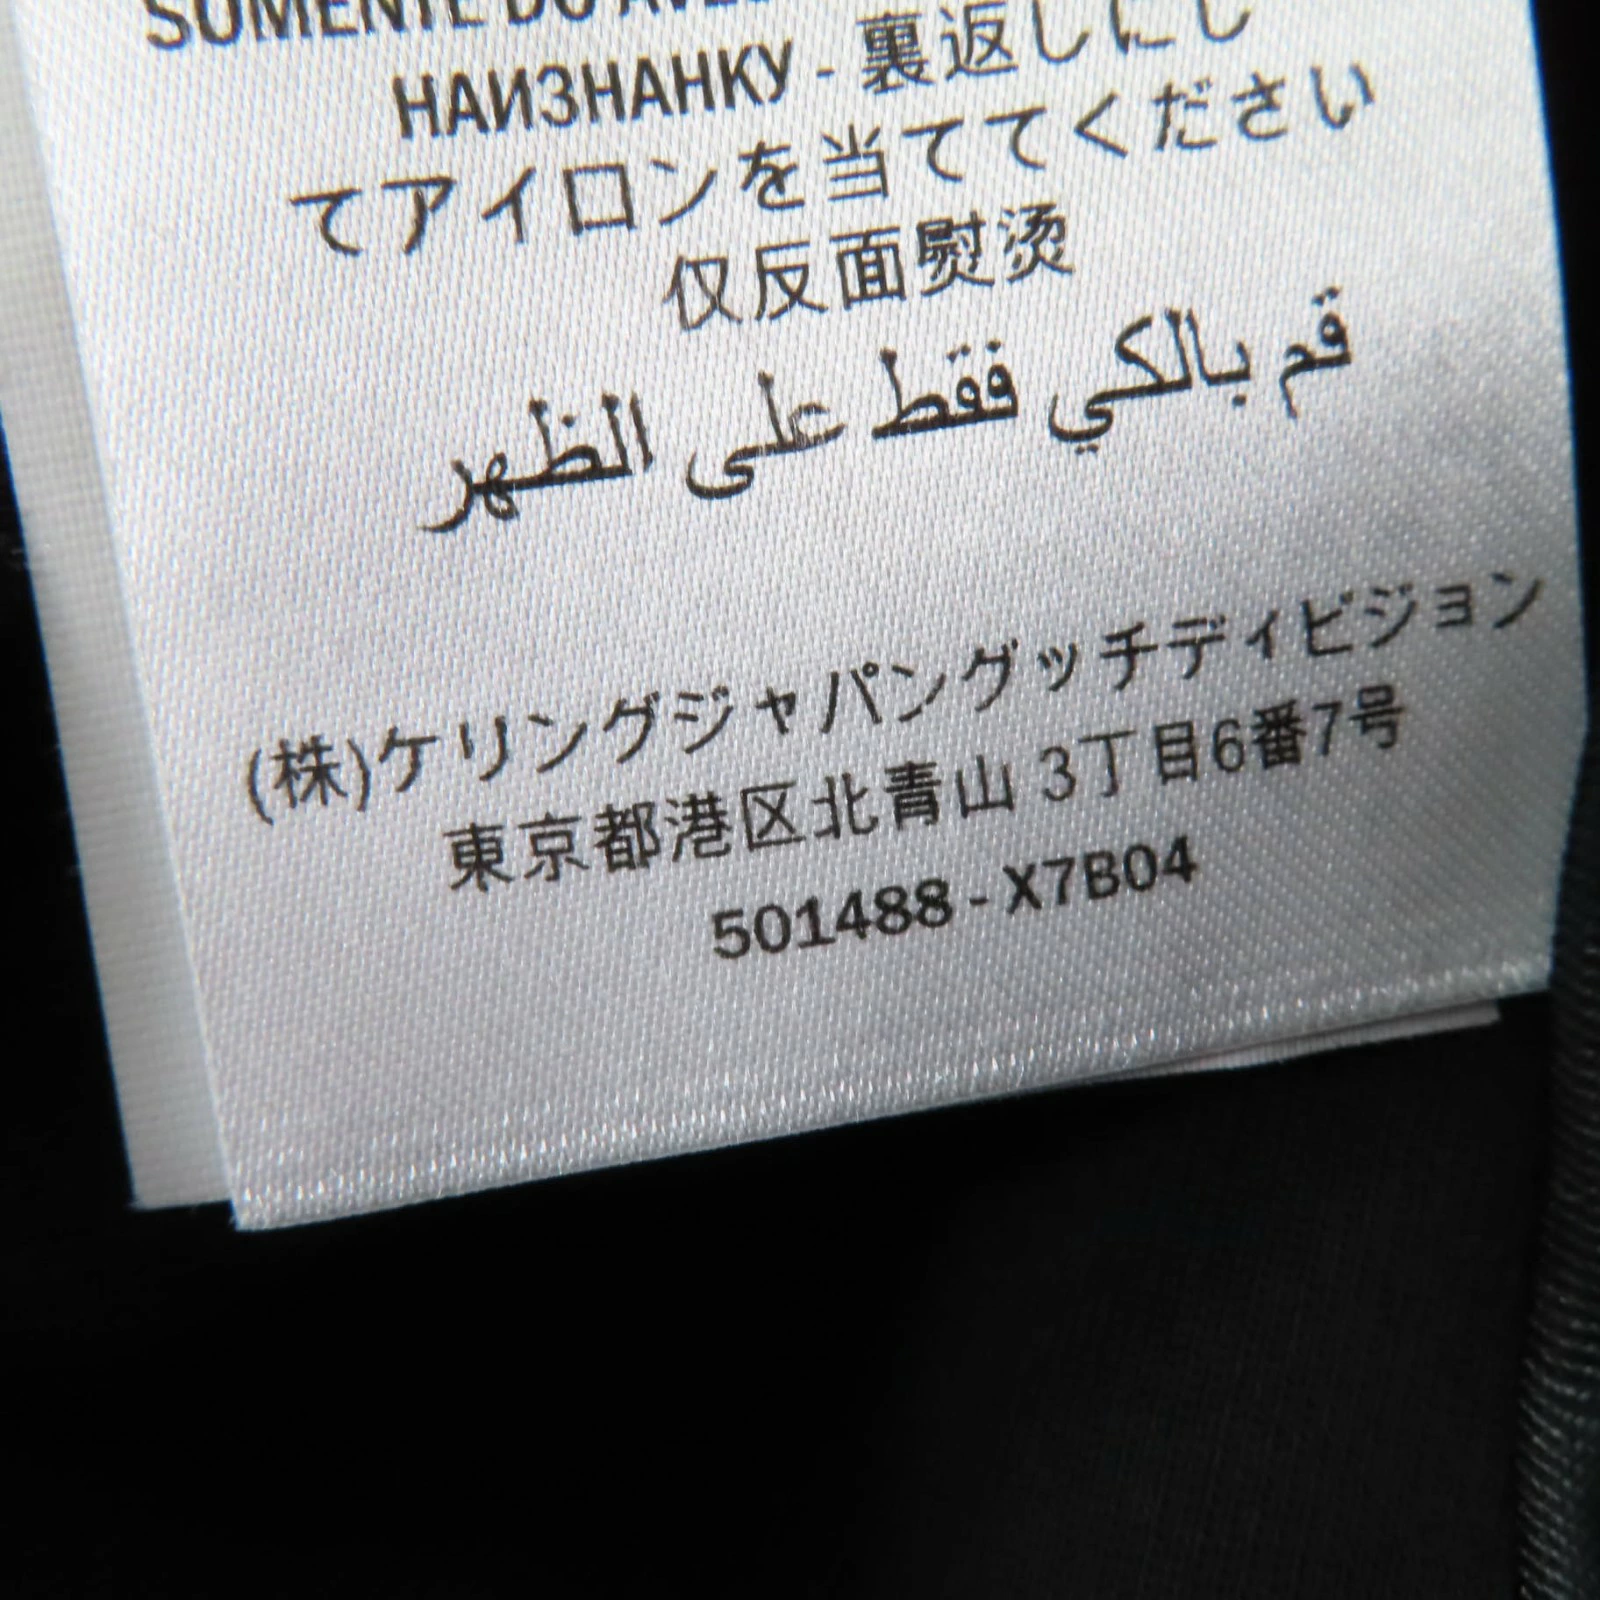 SOMENTE DO
НАИЗНАНКУ - 裏返しにし
てアイロンを当ててください
仅反面熨烫
قم بالكي فقط على الظهر
(株)ケリングジャパングッチディビジョン
東京都港区北青山 3丁目6番7号
501488 - X7B04